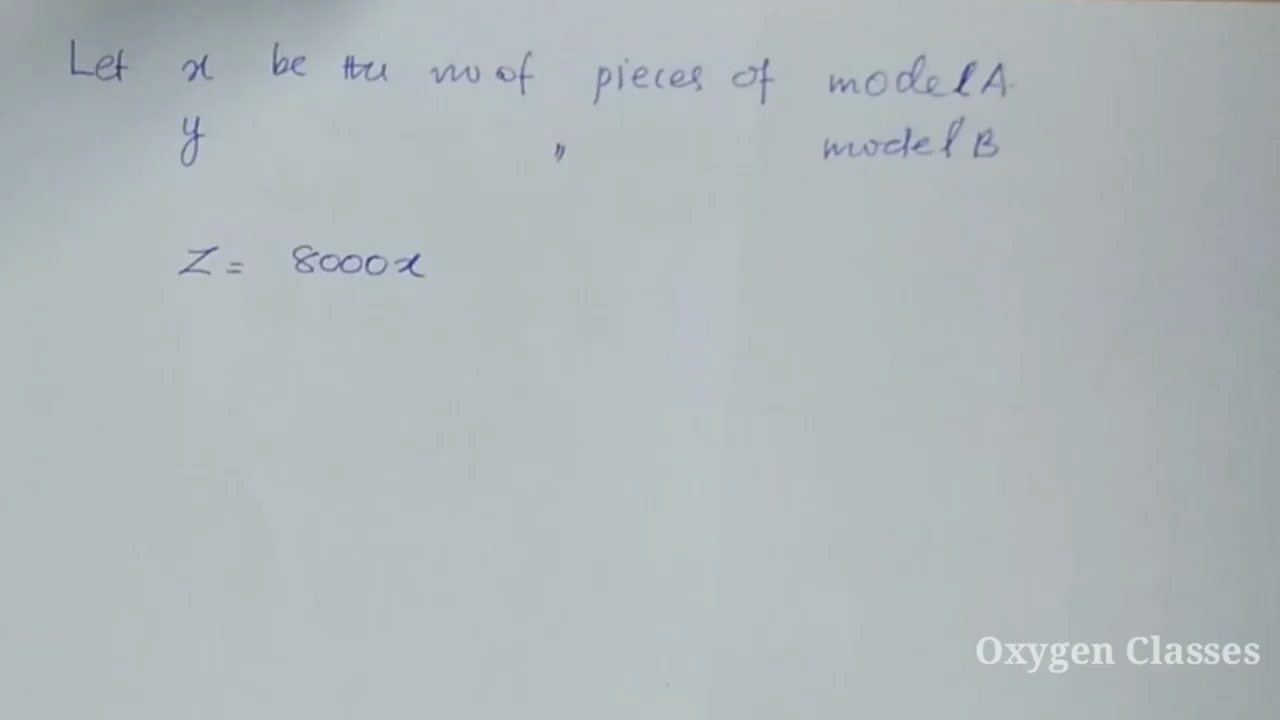 Let x be the no of pieces of model A
y " model B
Z = 8000x
Oxygen Classes